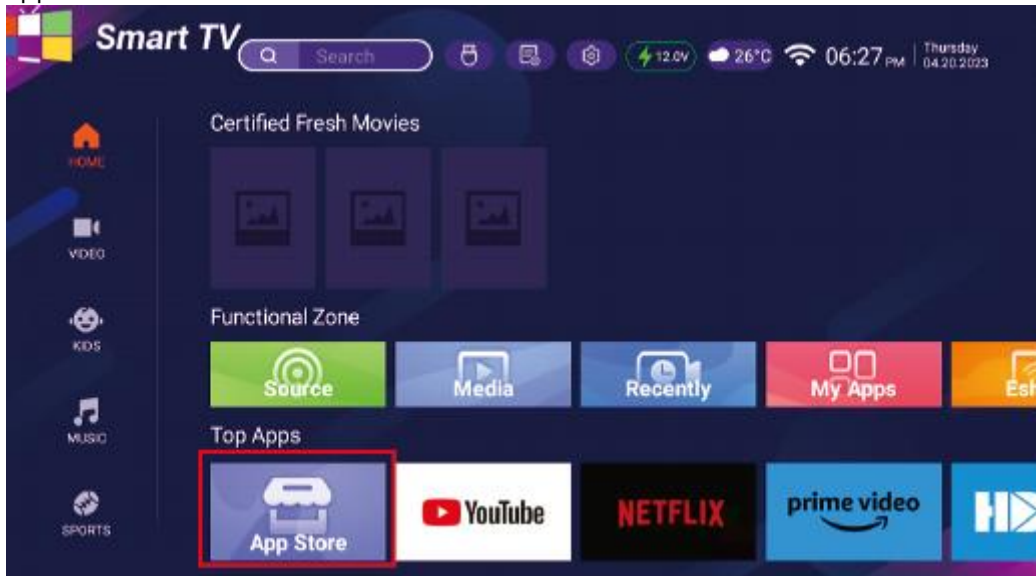 Smart TV
Search
12.0V
26°C
06:27 PM
Thursday
04.20.2023
HOME
Certified Fresh Movies
VIDEO
KIDS
Functional Zone
Source
Media
Recently
My Apps
MUSIC
Top Apps
SPORTS
App Store
YouTube
NETFLIX
prime video